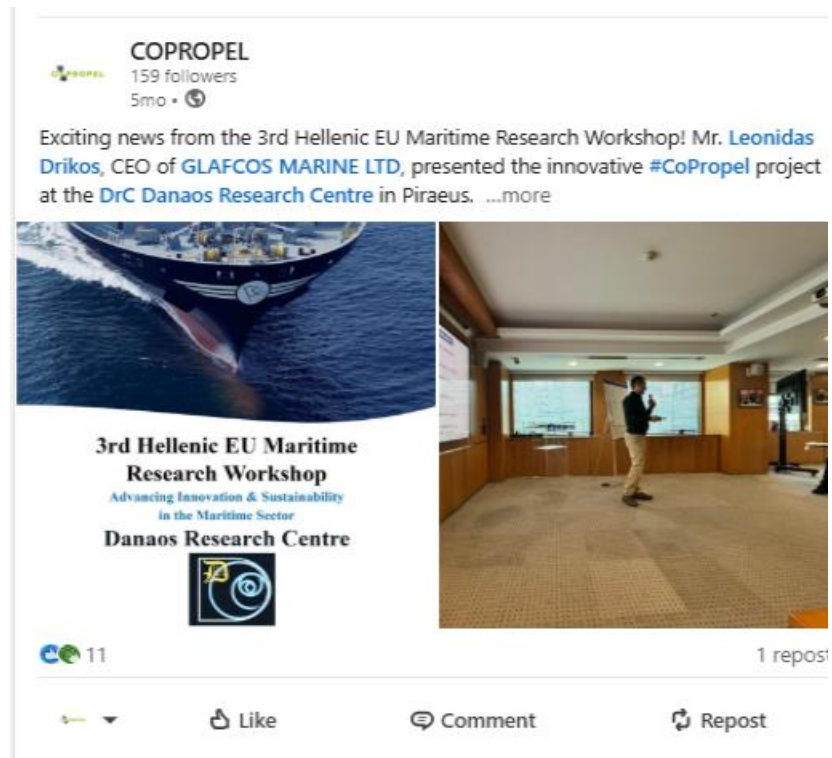 COPROPEL
159 followers
5mo •
Exciting news from the 3rd Hellenic EU Maritime Research Workshop! Mr. Leonidas
Drikos, CEO of GLAFCOS MARINE LTD, presented the innovative #CoPropel project
at the DrC Danaos Research Centre in Piraeus. ...more
3rd Hellenic EU Maritime
Research Workshop
Advancing Innovation & Sustainability
in the Maritime Sector
Danaos Research Centre
11
1 repost
Like
Comment
Repost